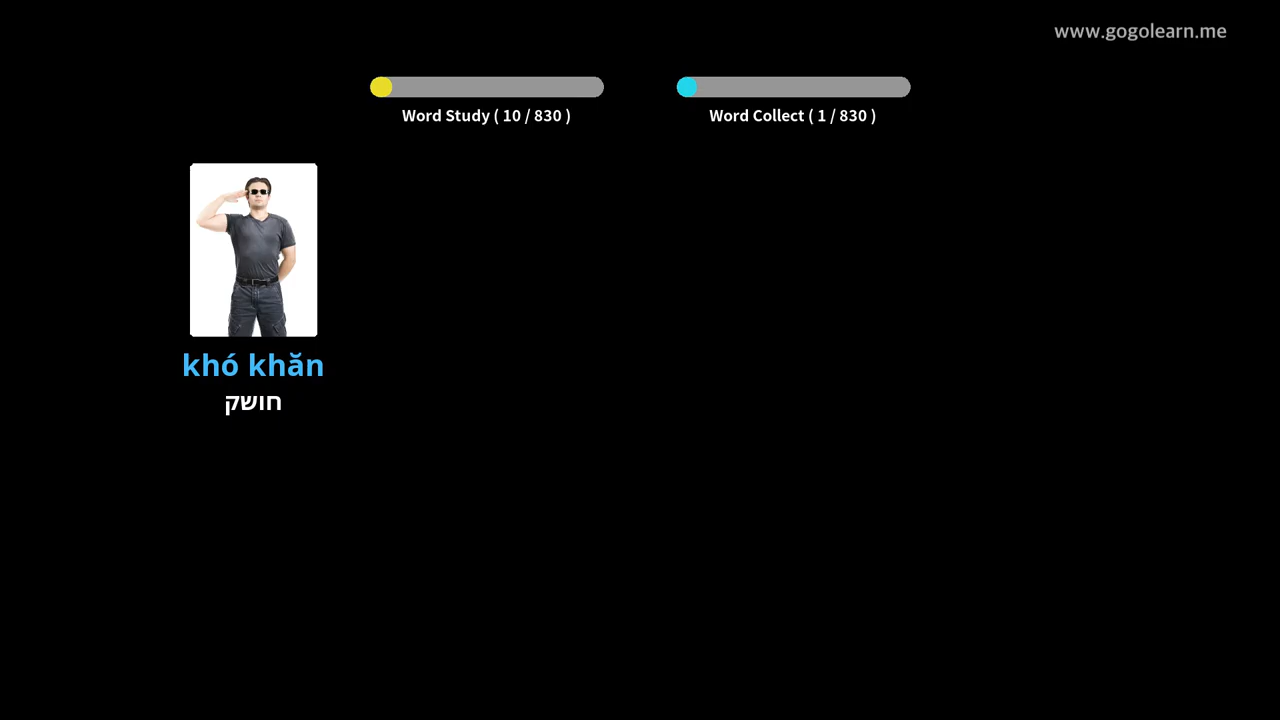 www.gogolearn.me
Word Study ( 10 / 830 )
Word Collect ( 1 / 830 )
khó khăn
חושק